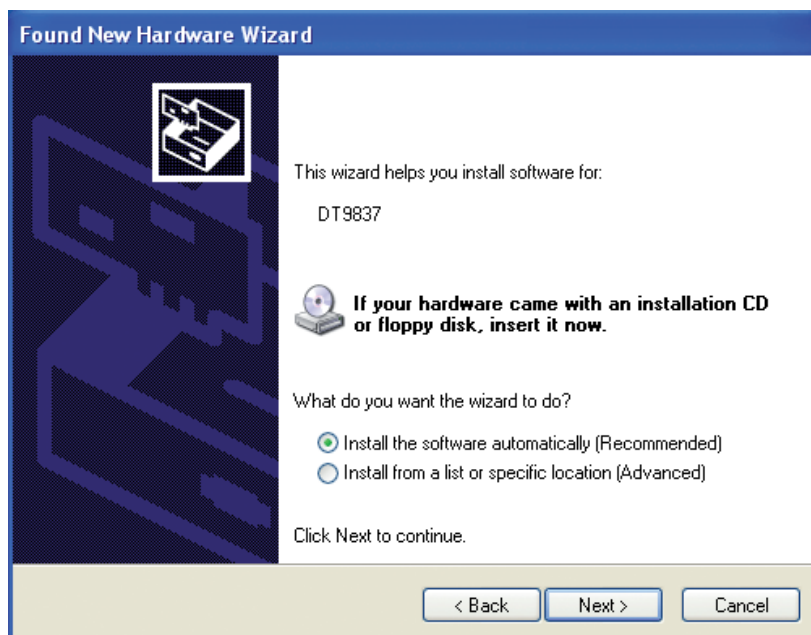 Found New Hardware Wizard
This wizard helps you install software for:
DT9837
If your hardware came with an installation CD
or floppy disk, insert it now.
What do you want the wizard to do?
Install the software automatically (Recommended)
Install from a list or specific location (Advanced)
Click Next to continue.
< Back Next > Cancel